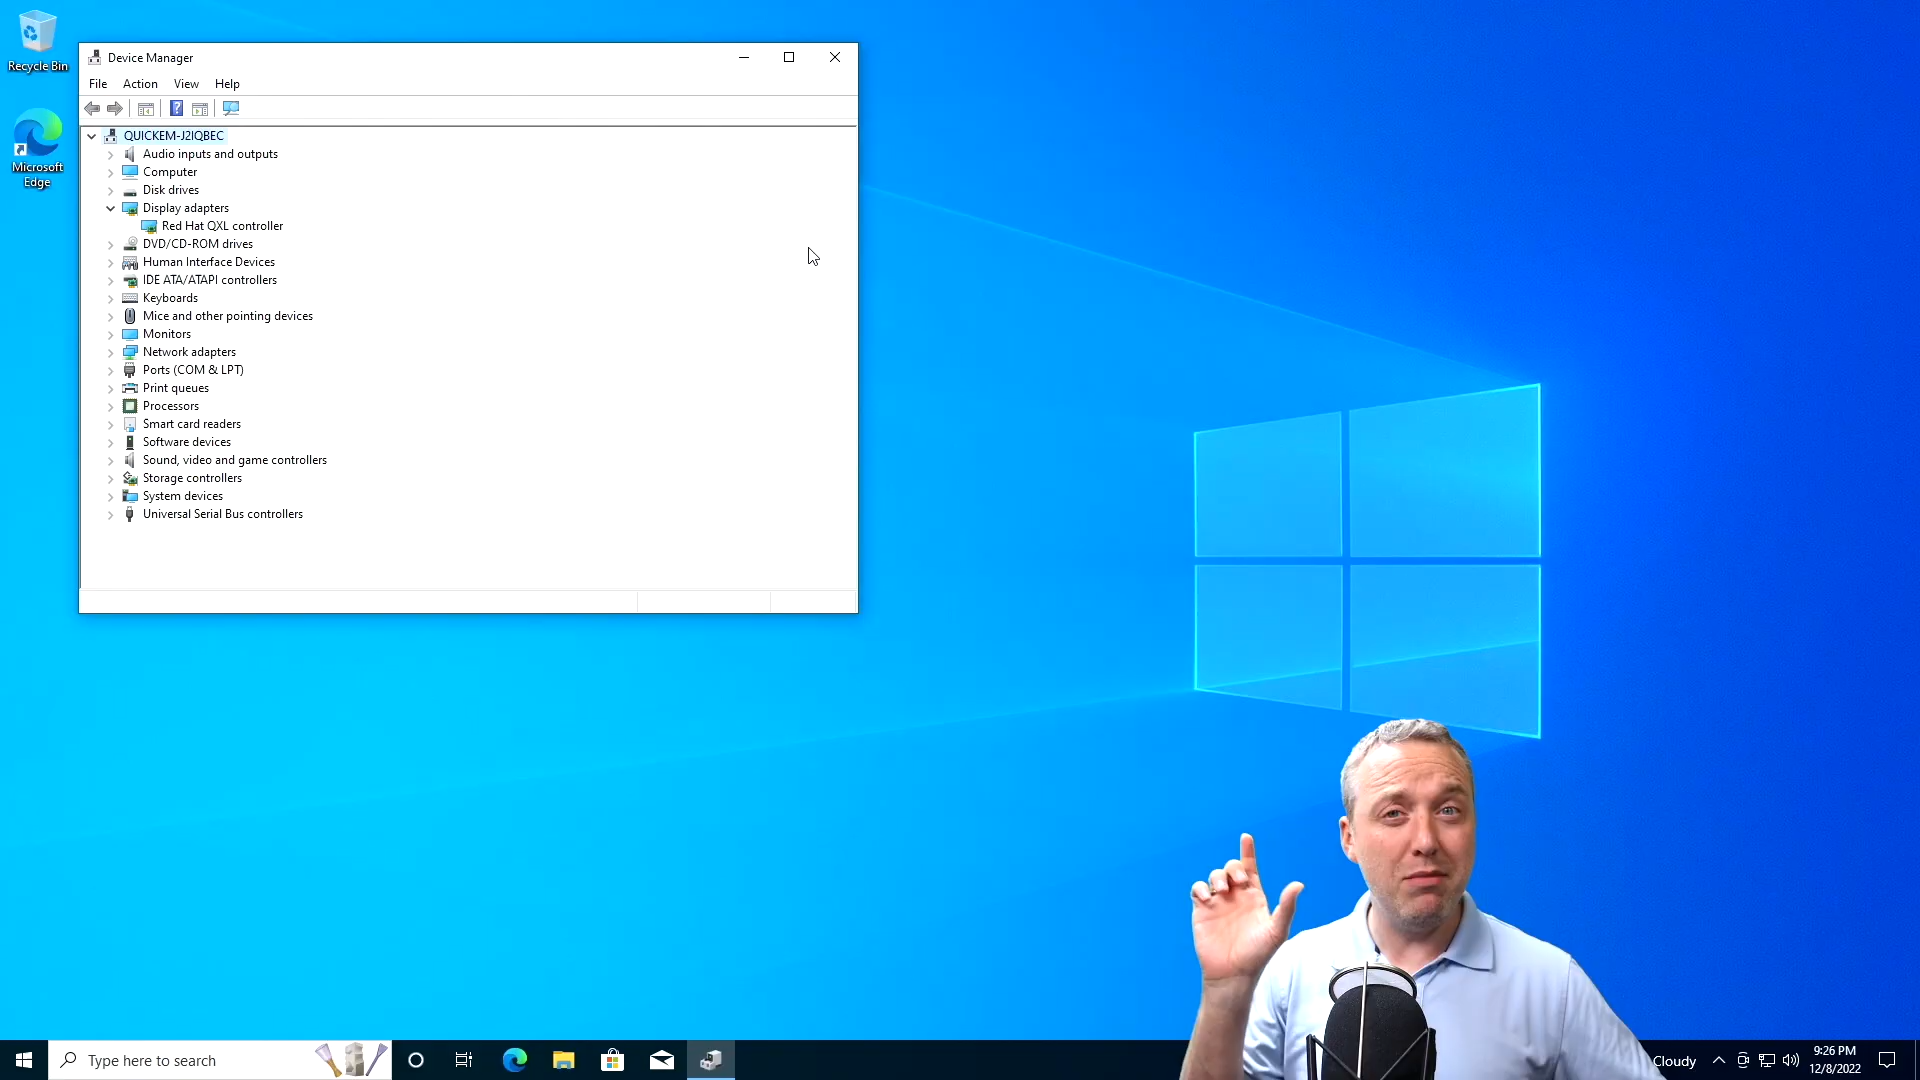 Recycle Bin
Microsoft
Edge
Device Manager
File Action View Help
QUICKEM-J2IQBEC
Audio inputs and outputs
Computer
Disk drives
Display adapters
Red Hat QXL controller
DVD/CD-ROM drives
Human Interface Devices
IDE ATA/ATAPI controllers
Keyboards
Mice and other pointing devices
Monitors
Network adapters
Ports (COM & LPT)
Print queues
Processors
Smart card readers
Software devices
Sound, video and game controllers
Storage controllers
System devices
Universal Serial Bus controllers
Type here to search
Cloudy
9:26 PM
12/8/2022